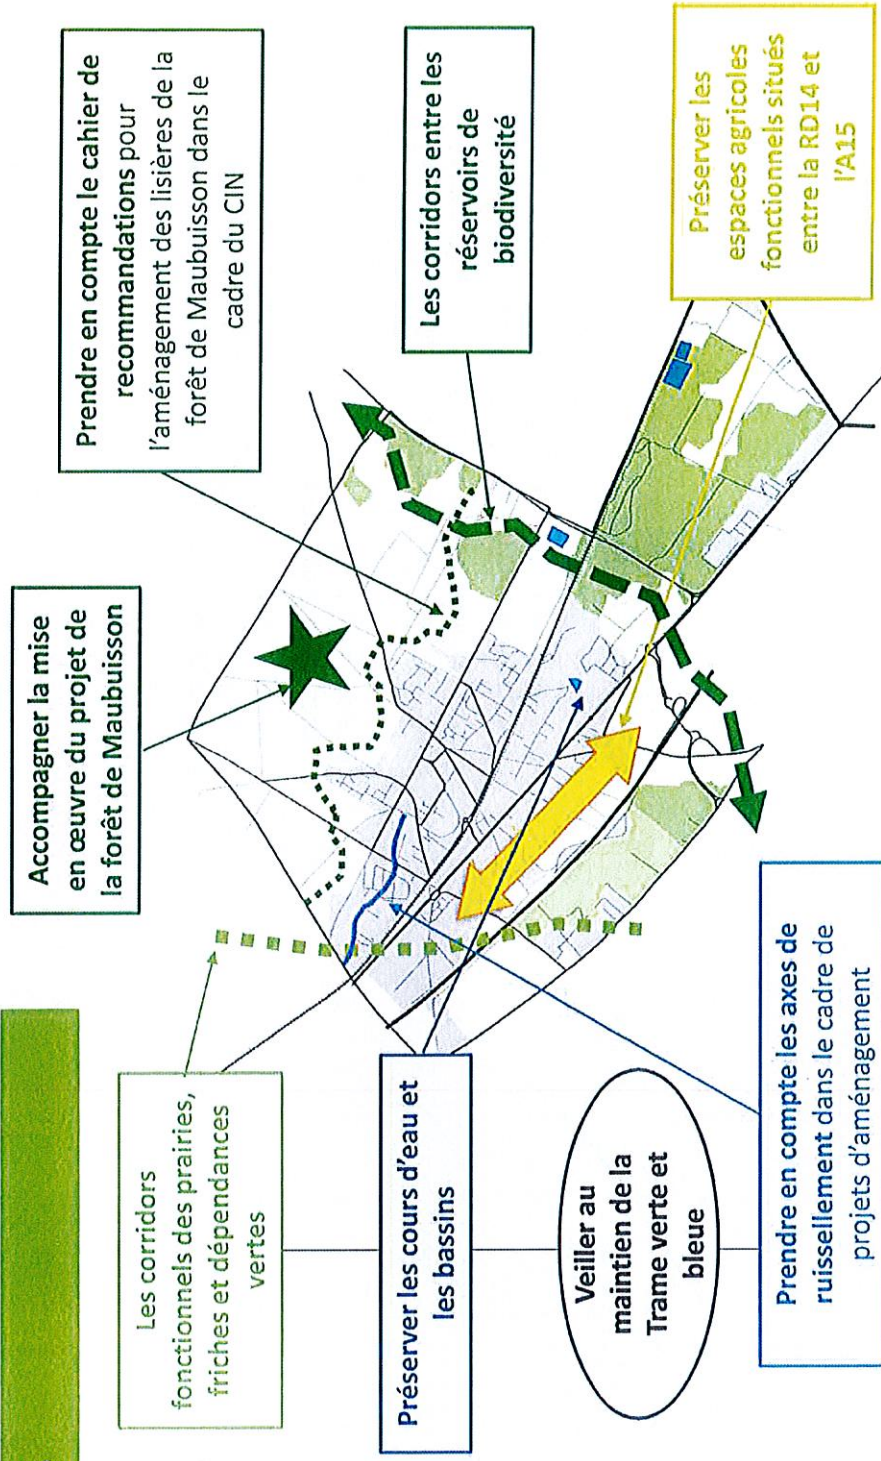 Accompagner la mise
en œuvre du projet de
la forêt de Maubuisson
Prendre en compte le cahier de
recommandations pour
l'aménagement des lisières de la
forêt de Maubuisson dans le
cadre du CIN
Les corridors
fonctionnels des prairies,
friches et dépendances
vertes
Préserver les cours d'eau et
les bassins
Les corridors entre les
réservoirs de
biodiversité
Veiller au
maintien de la
Trame verte et
bleue
Préserver les
espaces agricoles
fonctionnels situés
entre la RD14 et
l'A15
Prendre en compte les axes de
ruissellement dans le cadre de
projets d'aménagement